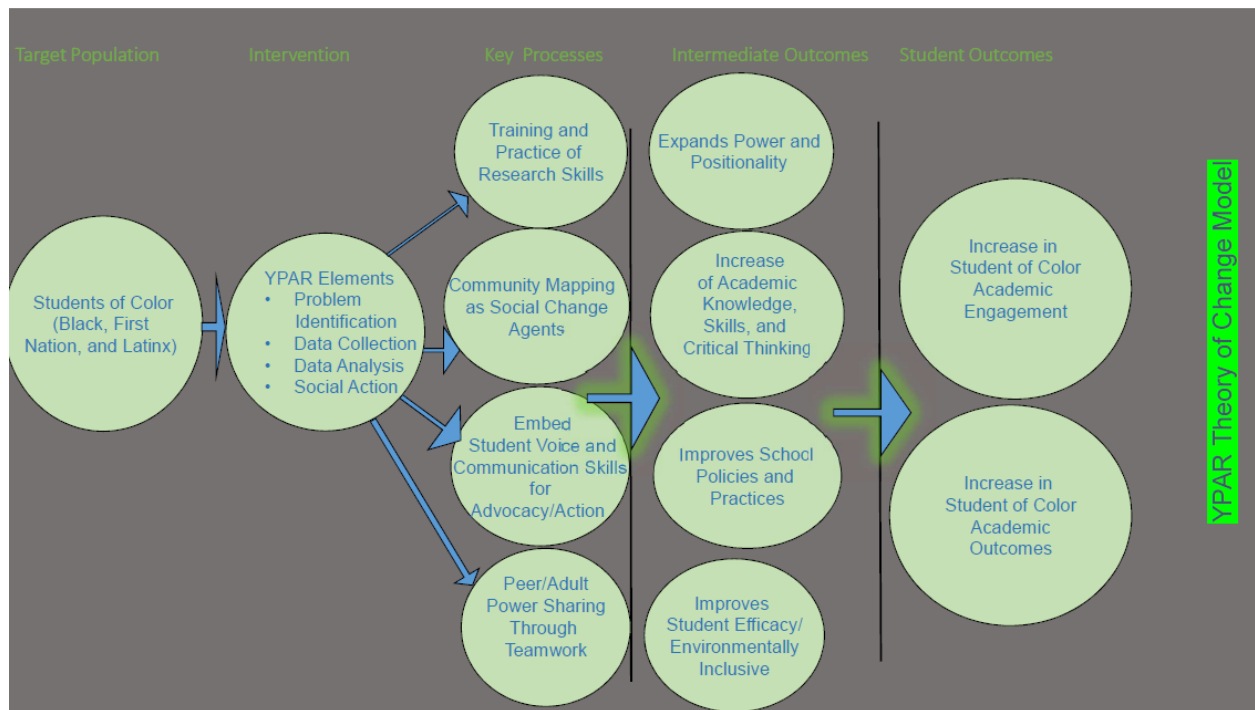 Target Population
Intervention
Key Processes
Intermediate Outcomes
Student Outcomes
Students of Color
(Black, First
Nation, and Latinx)
YPAR Elements
• Problem
Identification
• Data Collection
• Data Analysis
• Social Action
Training and
Practice of
Research Skills
Community Mapping
as Social Change
Agents
Embed
Student Voice and
Communication Skills
for
Advocacy/Action
Peer/Adult
Power Sharing
Through
Teamwork
Expands Power and
Positionality
Increase
of Academic
Knowledge,
Skills, and
Critical Thinking
Improves School
Policies and
Practices
Improves
Student Efficacy/
Environmentally
Inclusive
Increase in
Student of Color
Academic
Engagement
Increase in
Student of Color
Academic
Outcomes
YPAR Theory of Change Model